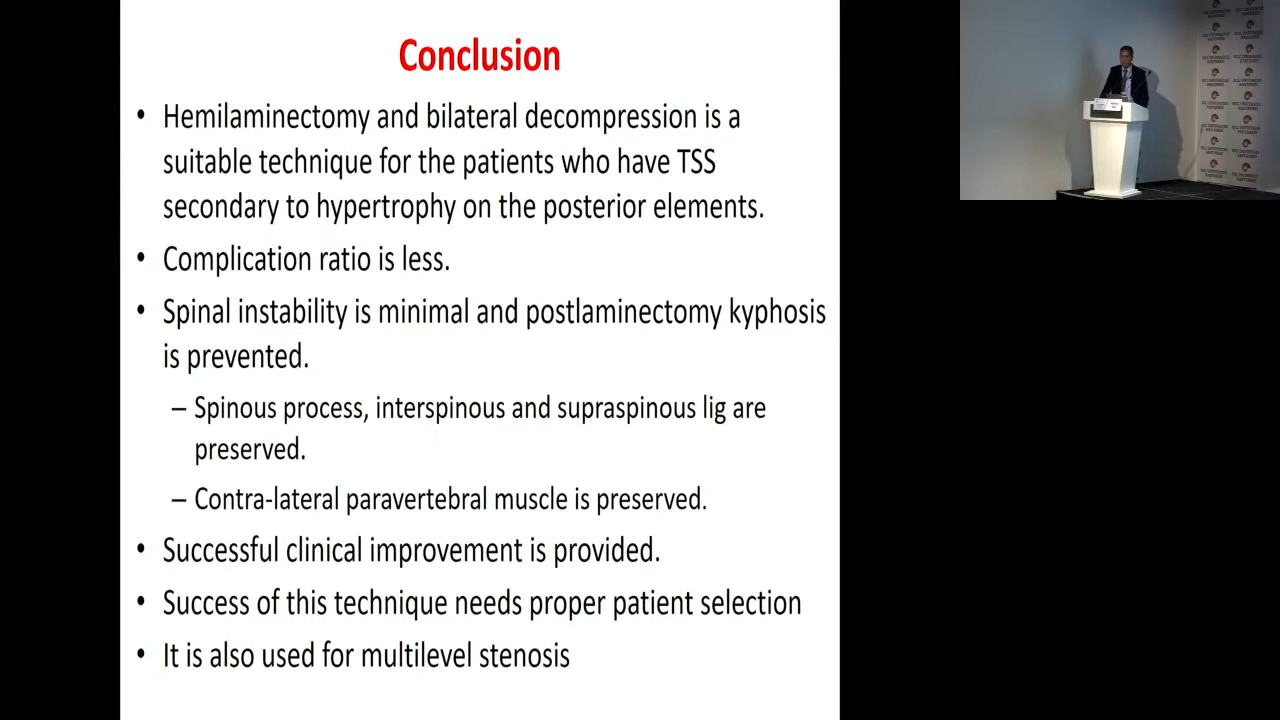 Conclusion
• Hemilaminectomy and bilateral decompression is a
suitable technique for the patients who have TSS
secondary to hypertrophy on the posterior elements.
• Complication ratio is less.
• Spinal instability is minimal and postlaminectomy kyphosis
is prevented.
– Spinous process, interspinous and supraspinous lig are
preserved.
– Contra-lateral paravertebral muscle is preserved.
• Successful clinical improvement is provided.
• Success of this technique needs proper patient selection
• It is also used for multilevel stenosis